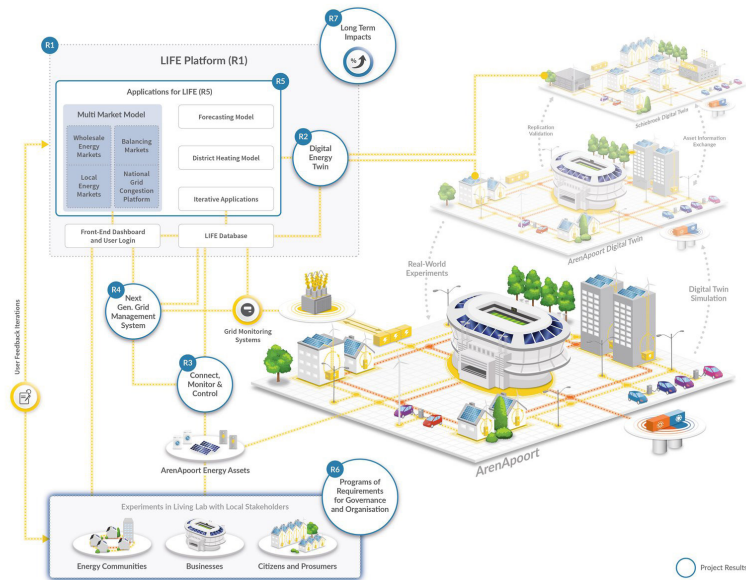 R7
Long Term
Impacts
%
R1
LIFE Platform (R1)
R5
Applications for LIFE (R5)
Multi Market Model
Wholesale
Energy
Markets
Balancing
Markets
Local
Energy
Markets
National
Grid
Congestion
Platform
Forecasting Model
District Heating Model
Iterative Applications
R2
Digital
Energy
Twin
Front-End Dashboard
and User Login
LIFE Database
R4
Next
Gen. Grid
Management
System
Grid Monitoring
Systems
R3
Connect,
Monitor &
Control
ArenApoort Energy Assets
User Feedback Iterations
R6
Programs of
Requirements
for Governance
and Organisation
Experiments in Living Lab with Local Stakeholders
Energy Communities
Businesses
Citizens and Prosumers
Schiebroek Digital Twin
Replication
Validation
Asset Information
Exchange
ArenApoort Digital Twin
Real-World
Experiments
Digital Twin
Simulation
ArenApoort
Project Results